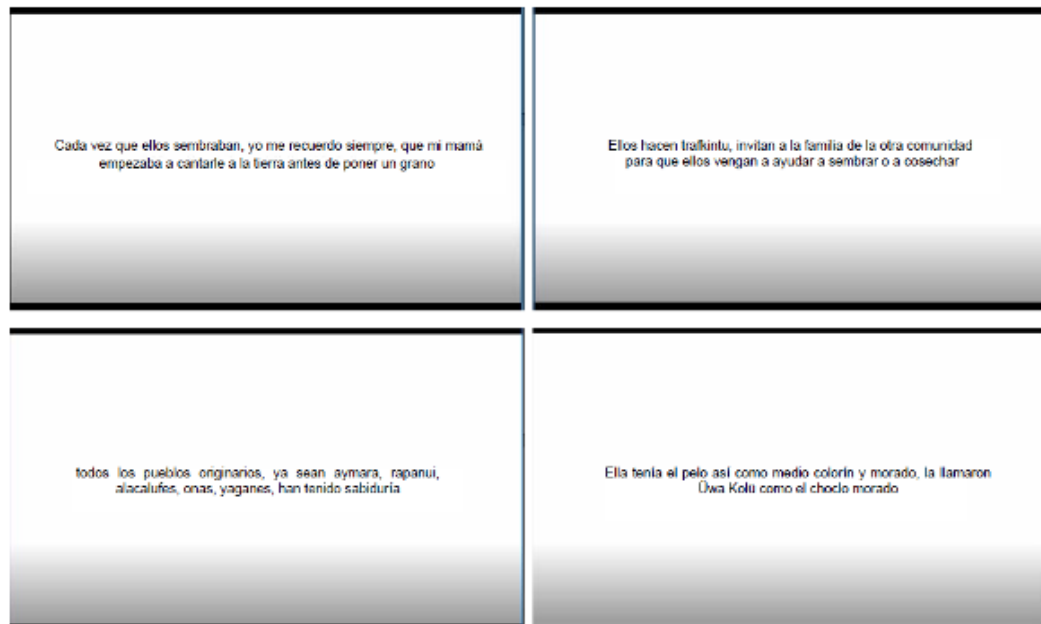 Cada vez que ellos sembraban, yo me recuerdo siempre, que mi mamá
empezaba a cantarle a la tierra antes de poner un grano
Ellos hacen trafkintu, invitan a la familia de la otra comunidad
para que ellos vengan a ayudar a sembrar o a cosechar
todos los pueblos originarios, ya sean aymara, rapanui,
alacalufes, onas, yaganes, han tenido sabiduría
Ella tenía el pelo así como medio colorín y morado, la llamaron
Üwa Kolü como el choclo morado